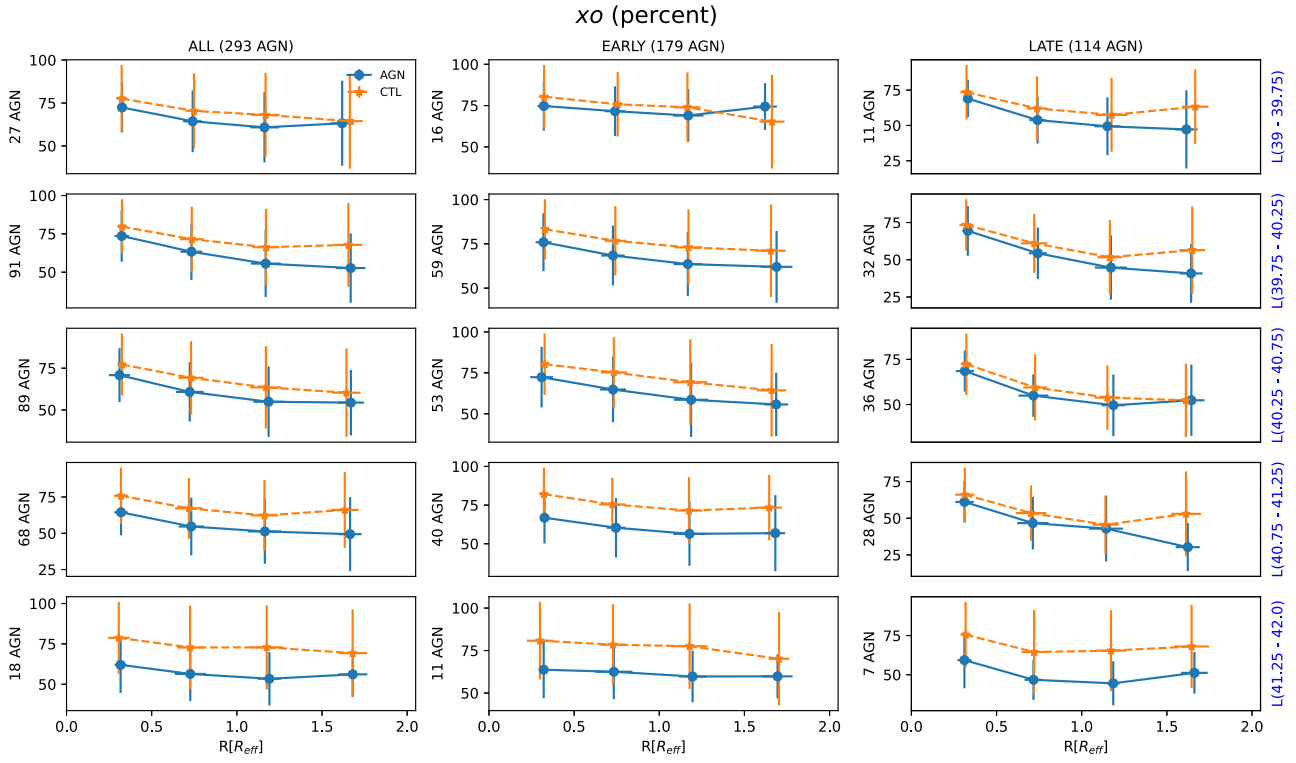 xo (percent)
ALL (293 AGN)
EARLY (179 AGN)
LATE (114 AGN)
AGN
CTL
27 AGN
100
75
50
16 AGN
100
75
50
11 AGN
75
50
25
L(39 - 39.75)
91 AGN
100
75
50
59 AGN
100
75
50
32 AGN
75
50
25
L(39.75 - 40.25)
89 AGN
75
50
53 AGN
100
75
50
36 AGN
75
50
L(40.25 - 40.75)
68 AGN
100
75
50
25
40 AGN
100
75
50
28 AGN
75
50
25
L(40.75 - 41.25)
18 AGN
100
75
50
11 AGN
100
75
50
7 AGN
75
50
L(41.25 - 42.0)
0.0 0.5 1.0 1.5 2.0
0.0 0.5 1.0 1.5 2.0
0.0 0.5 1.0 1.5 2.0
R[R_eff]
R[R_eff]
R[R_eff]